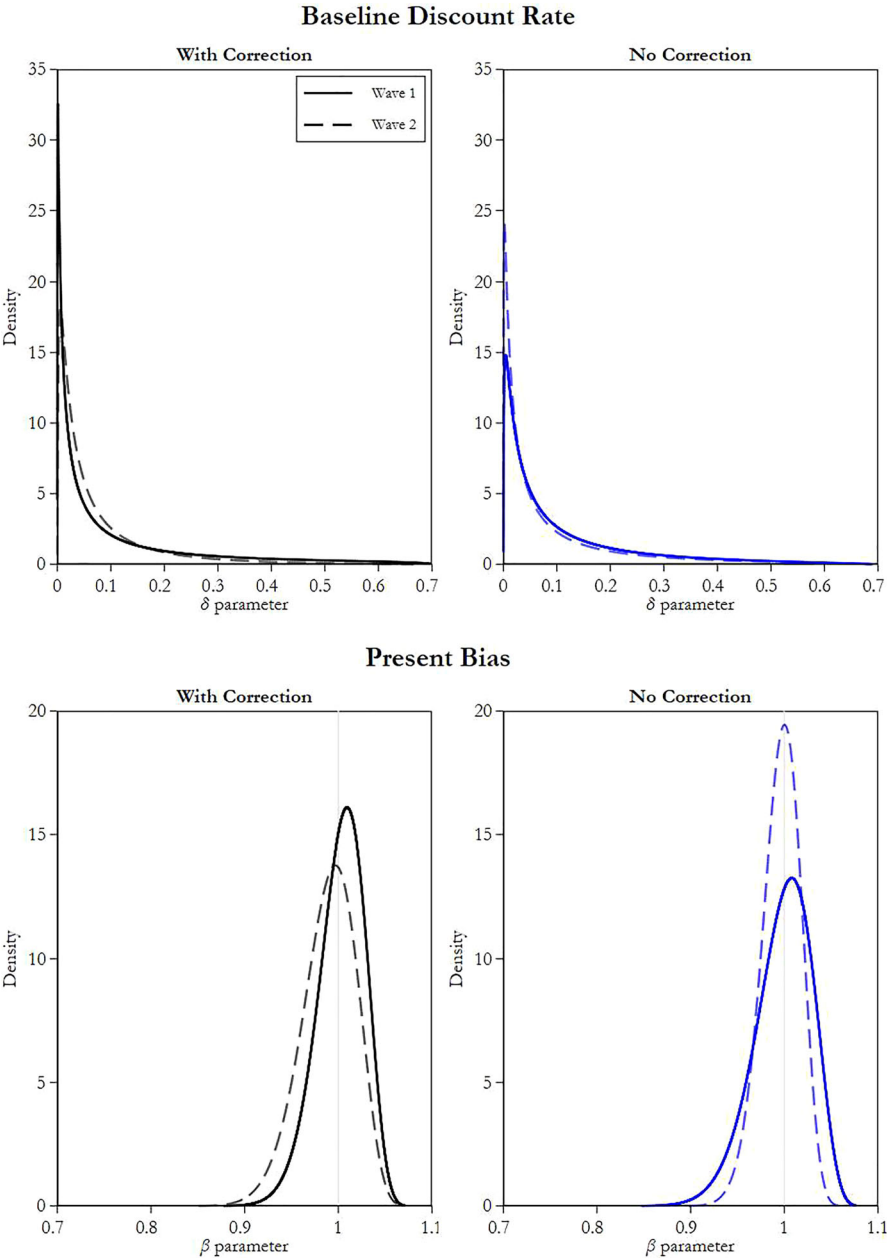 Baseline Discount Rate
With Correction
No Correction
35
30
25
20
15
10
5
0
Density
Wave 1
Wave 2
0 0.1 0.2 0.3 0.4 0.5 0.6 0.7
δ parameter
35
30
25
20
15
10
5
0
Density
0 0.1 0.2 0.3 0.4 0.5 0.6 0.7
δ parameter
Present Bias
With Correction
No Correction
20
15
10
5
0
Density
0.7 0.8 0.9 1 1.1
β parameter
20
15
10
5
0
Density
0.7 0.8 0.9 1 1.1
β parameter